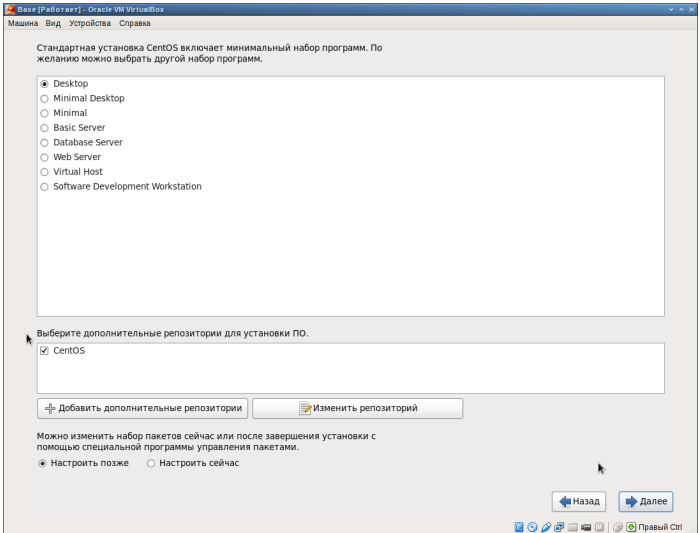 Base [Работает] - Oracle VM VirtualBox
Машина Вид Устройства Справка
Стандартная установка CentOS включает минимальный набор программ. По
желанию можно выбрать другой набор программ.
Desktop
Minimal Desktop
Minimal
Basic Server
Database Server
Web Server
Virtual Host
Software Development Workstation
Выберите дополнительные репозитории для установки ПО.
CentOS
Добавить дополнительные репозитории Изменить репозиторий
Можно изменить набор пакетов сейчас или после завершения установки с
помощью специальной программы управления пакетами.
Настроить позже Настроить сейчас
Назад Далее
Правый Ctrl